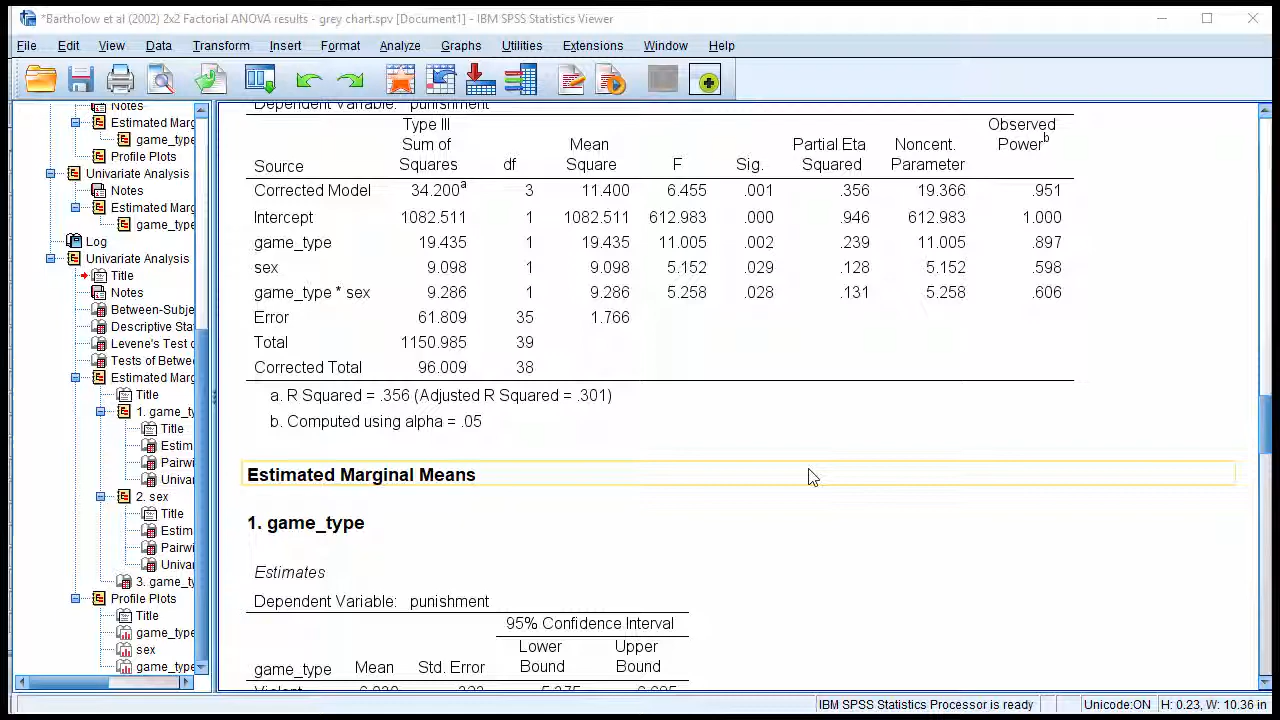 *Bartholow et al (2002) 2x2 Factorial ANOVA results - grey chart.spv [Document1] - IBM SPSS Statistics Viewer
File Edit View Data Transform Insert Format Analyze Graphs Utilities Extensions Window Help
Notes
Estimated Marg
game_type
Profile Plots
Univariate Analysis
Notes
Estimated Marg
game_type
Log
Univariate Analysis
Title
Notes
Between-Subje
Descriptive Sta
Levene's Test o
Tests of Betwee
Estimated Marg
Title
1. game_ty
Title
Estim
Pairwi
Univa
2. sex
Title
Estim
Pairwi
Univa
3. game_ty
Profile Plots
Title
game_type
sex
game_type
Dependent Variable: punishment
Source Type III Sum of Squares df Mean Square F Sig. Partial Eta Squared Noncent. Parameter Observed Power b
Corrected Model 34.200 a 3 11.400 6.455 .001 .356 19.366 .951
Intercept 1082.511 1 1082.511 612.983 .000 .946 612.983 1.000
game_type 19.435 1 19.435 11.005 .002 .239 11.005 .897
sex 9.098 1 9.098 5.152 .029 .128 5.152 .598
game_type * sex 9.286 1 9.286 5.258 .028 .131 5.258 .606
Error 61.809 35 1.766
Total 1150.985 39
Corrected Total 96.009 38
a. R Squared = .356 (Adjusted R Squared = .301)
b. Computed using alpha = .05
Estimated Marginal Means
1. game_type
Estimates
Dependent Variable: punishment
95% Confidence Interval
game_type Mean Std. Error Lower Bound Upper Bound
Violent
IBM SPSS Statistics Processor is ready Unicode:ON H: 0.23, W: 10.36 in